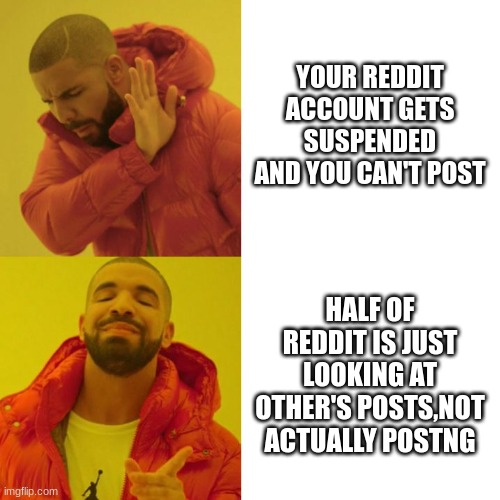 YOUR REDDIT
ACCOUNT GETS
SUSPENDED
AND YOU CAN'T POST
HALF OF
REDDIT IS JUST
LOOKING AT
OTHER'S POSTS,NOT
ACTUALLY POSTNG
imgflip.com